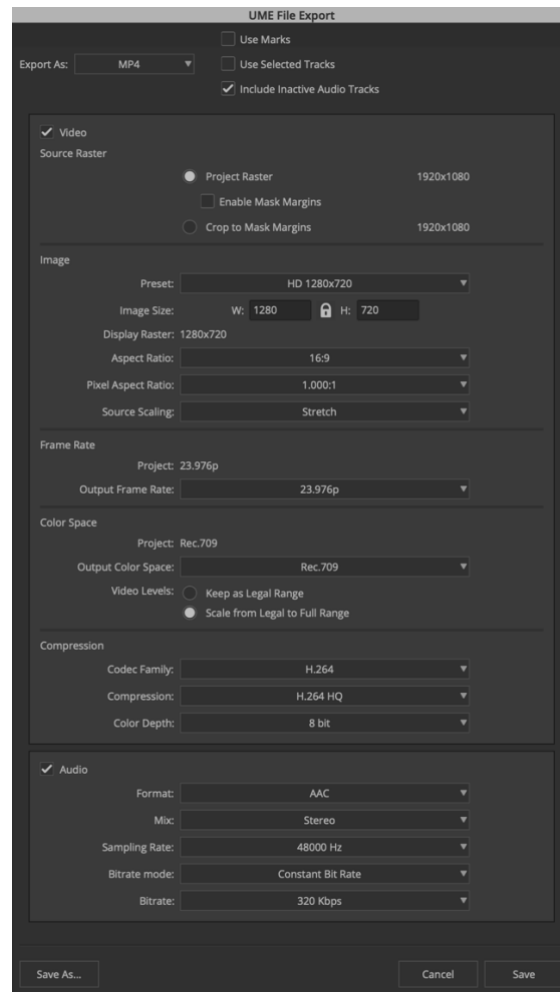 UME File Export
Use Marks
Export As: MP4 Use Selected Tracks
Include Inactive Audio Tracks
Video
Source Raster
Project Raster 1920x1080
Enable Mask Margins
Crop to Mask Margins 1920x1080
Image
Preset: HD 1280x720
Image Size: W: 1280 H: 720
Display Raster: 1280x720
Aspect Ratio: 16:9
Pixel Aspect Ratio: 1.000:1
Source Scaling: Stretch
Frame Rate
Project: 23.976p
Output Frame Rate: 23.976p
Color Space
Project: Rec.709
Output Color Space: Rec.709
Video Levels: Keep as Legal Range
Scale from Legal to Full Range
Compression
Codec Family: H.264
Compression: H.264 HQ
Color Depth: 8 bit
Audio
Format: AAC
Mix: Stereo
Sampling Rate: 48000 Hz
Bitrate mode: Constant Bit Rate
Bitrate: 320 Kbps
Save As... Cancel Save